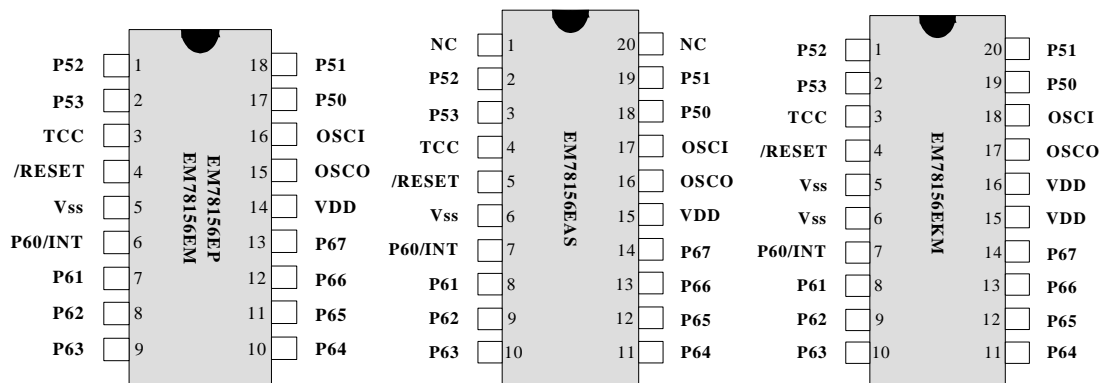 P52 1 18 P51
P53 2 17 P50
TCC 3 16 OSCI
/RESET 4 15 OSCO
Vss 5 14 VDD
P60/INT 6 13 P67
P61 7 12 P66
P62 8 11 P65
P63 9 10 P64
EM78156EP
EM78156EM
NC 1 20 NC
P52 2 19 P51
P53 3 18 P50
TCC 4 17 OSCI
/RESET 5 16 OSCO
Vss 6 15 VDD
P60/INT 7 14 P67
P61 8 13 P66
P62 9 12 P65
P63 10 11 P64
EM78156EAS
P52 1 20 P51
P53 2 19 P50
TCC 3 18 OSCI
/RESET 4 17 OSCO
Vss 5 16 VDD
Vss 6 15 VDD
P60/INT 7 14 P67
P61 8 13 P66
P62 9 12 P65
P63 10 11 P64
EM78156EKM